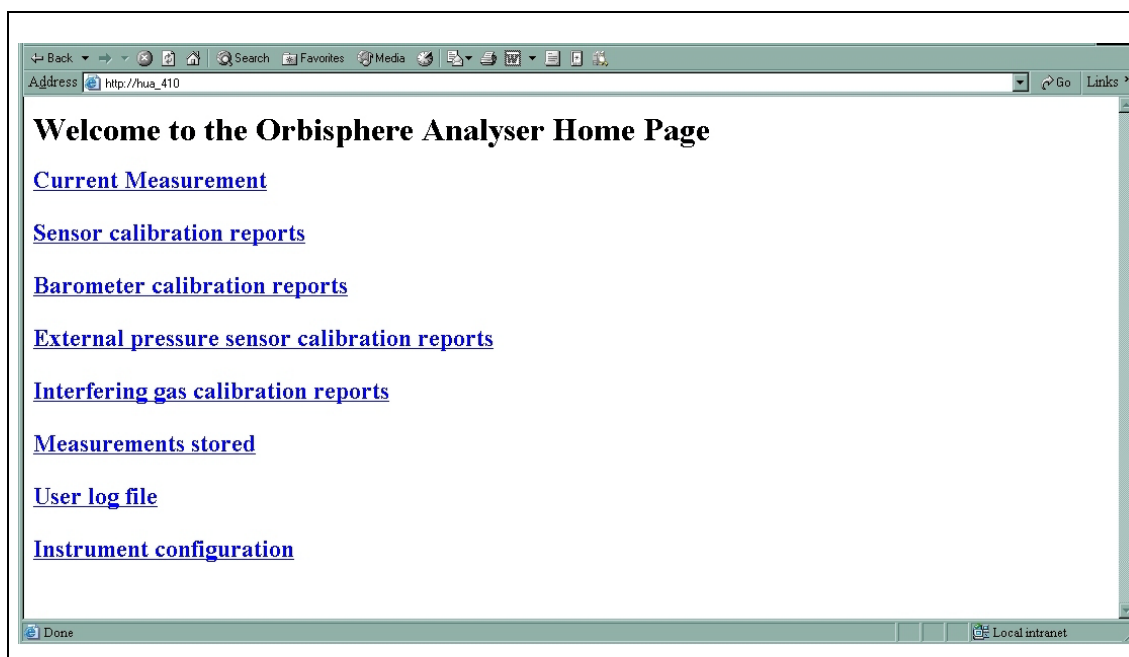 Back Search Favorites Media
Address http://hua_410 Go Links
Welcome to the Orbisphere Analyser Home Page
Current Measurement
Sensor calibration reports
Barometer calibration reports
External pressure sensor calibration reports
Interfering gas calibration reports
Measurements stored
User log file
Instrument configuration
Done Local intranet